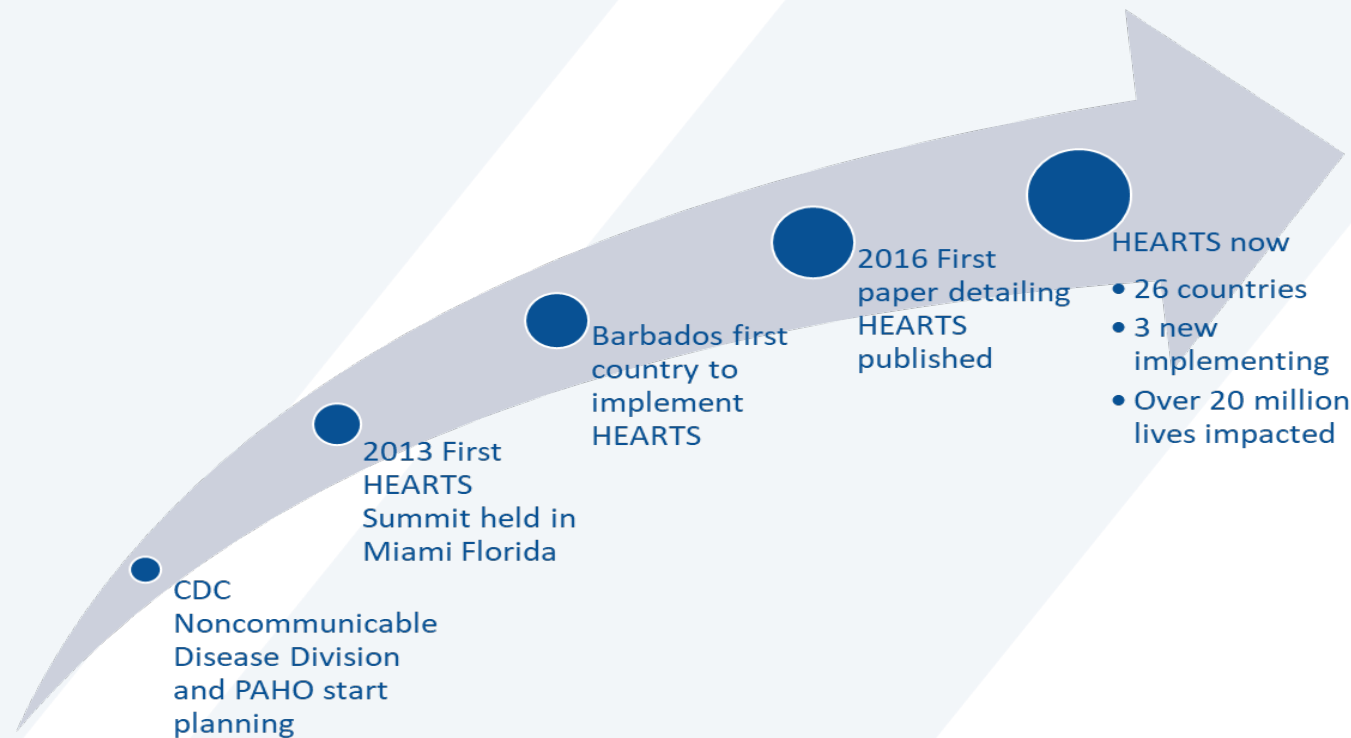 CDC
Noncommunicable
Disease Division
and PAHO start
planning
2013 First
HEARTS
Summit held in
Miami Florida
Barbados first
country to
implement
HEARTS
2016 First
paper detailing
HEARTS
published
HEARTS now
• 26 countries
• 3 new
implementing
• Over 20 million
lives impacted